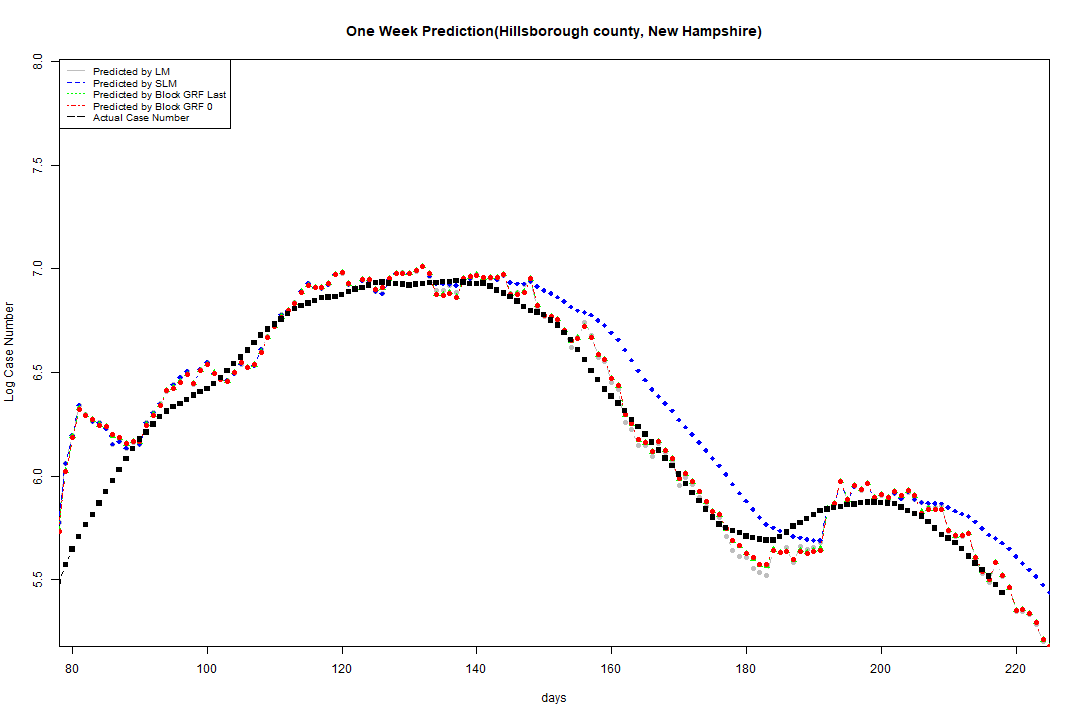 One Week Prediction(Hillsborough county, New Hampshire)
Predicted by LM
Predicted by SLM
Predicted by Block GRF Last
Predicted by Block GRF 0
Actual Case Number
8.0
7.5
7.0
6.5
6.0
5.5
Log Case Number
80 100 120 140 160 180 200 220
days